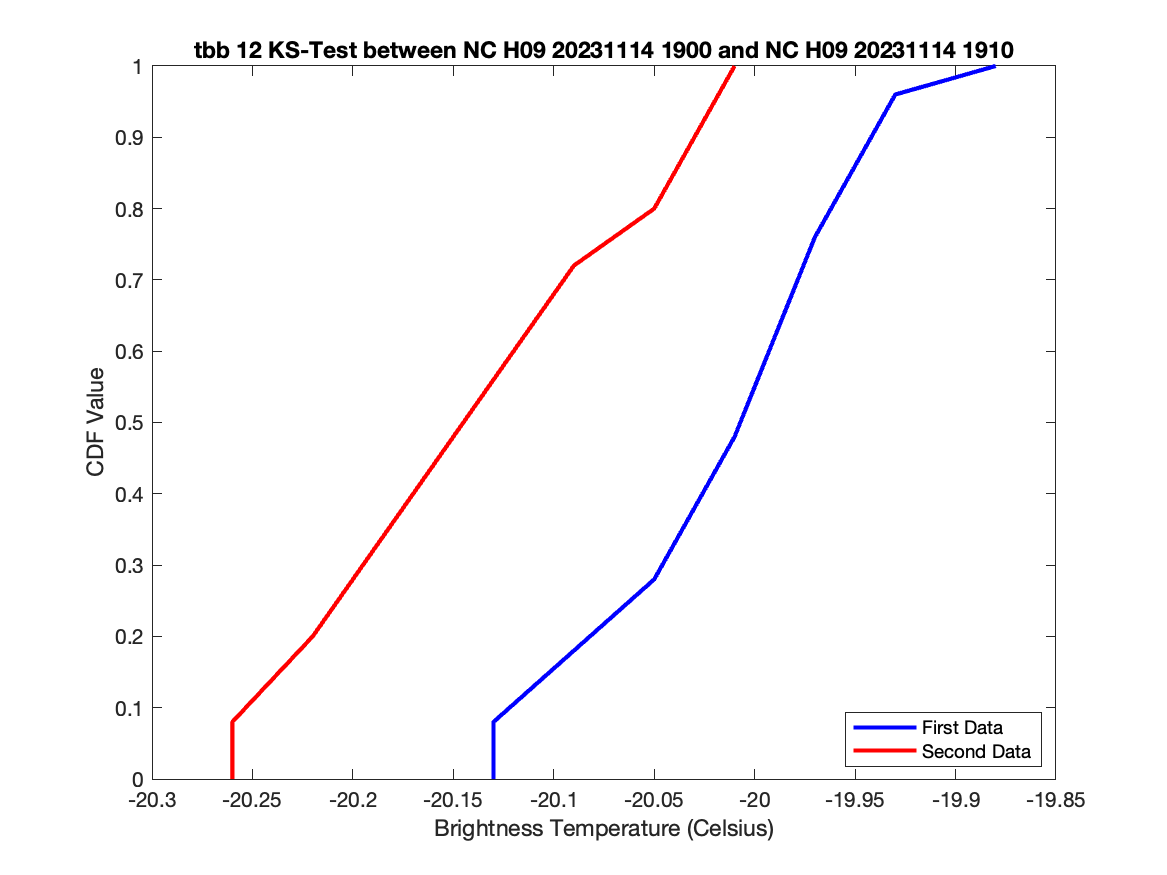 tbb 12 KS-Test between NC H09 20231114 1900 and NC H09 20231114 1910
1
0.9
0.8
0.7
0.6
0.5
0.4
0.3
0.2
0.1
0
CDF Value
First Data
Second Data
-20.3 -20.25 -20.2 -20.15 -20.1 -20.05 -20 -19.95 -19.9 -19.85
Brightness Temperature (Celsius)